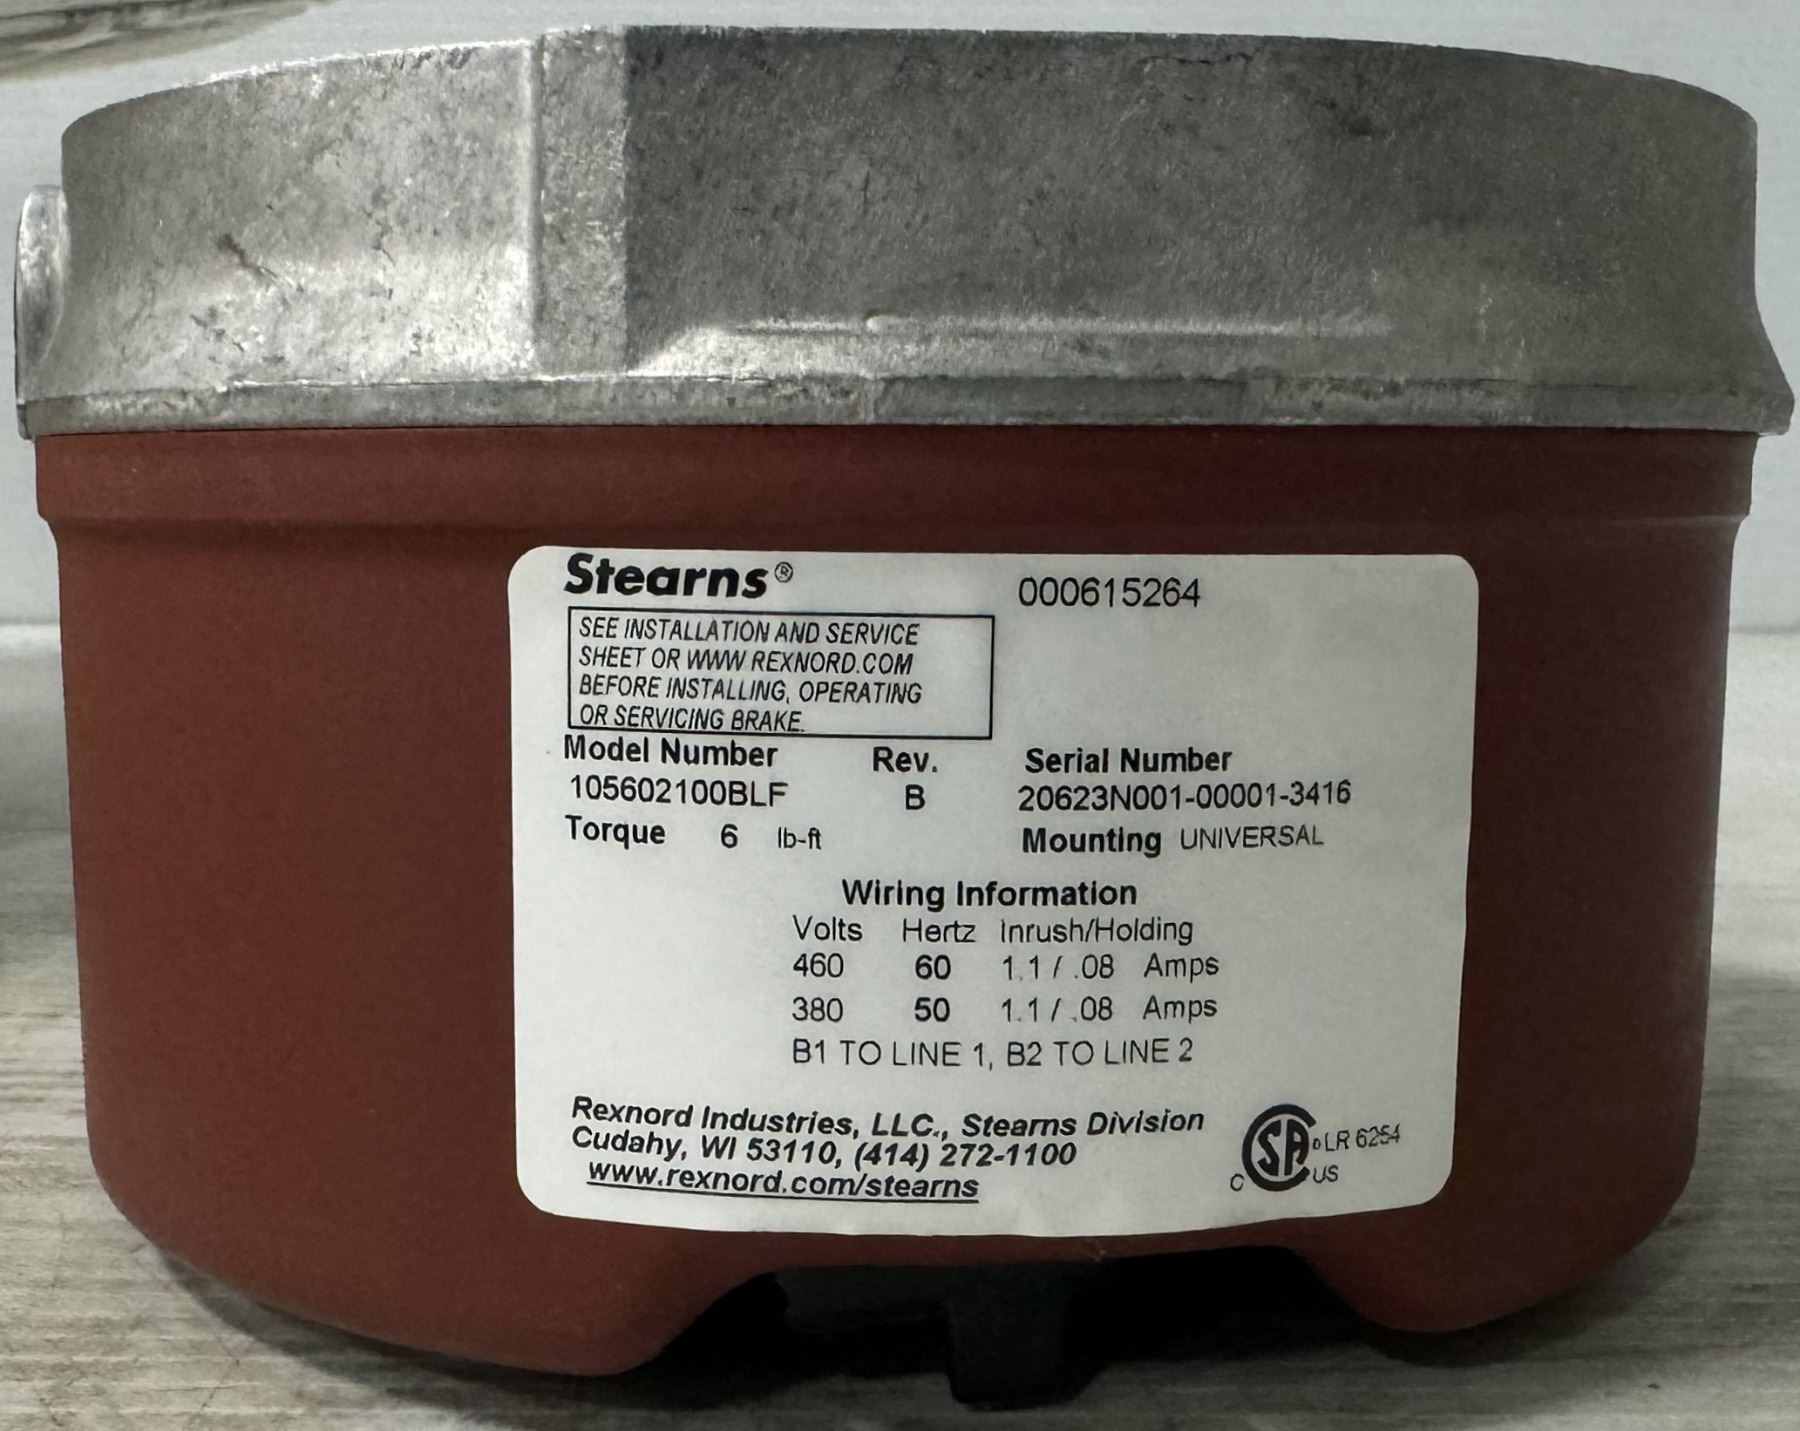 Stearns®
000615264
SEE INSTALLATION AND SERVICE
SHEET OR WWW.REXNORD.COM
BEFORE INSTALLING, OPERATING
OR SERVICING BRAKE.
Model Number Rev. Serial Number
105602100BLF B 20623N001-00001-3416
Torque 6 lb-ft Mounting UNIVERSAL
Wiring Information
Volts Hertz Inrush/Holding
460 60 1.1 / .08 Amps
380 50 1.1 / .08 Amps
B1 TO LINE 1, B2 TO LINE 2
Rexnord Industries, LLC., Stearns Division
Cudahy, WI 53110, (414) 272-1100
www.rexnord.com/stearns
C SA ® LR 6254
US